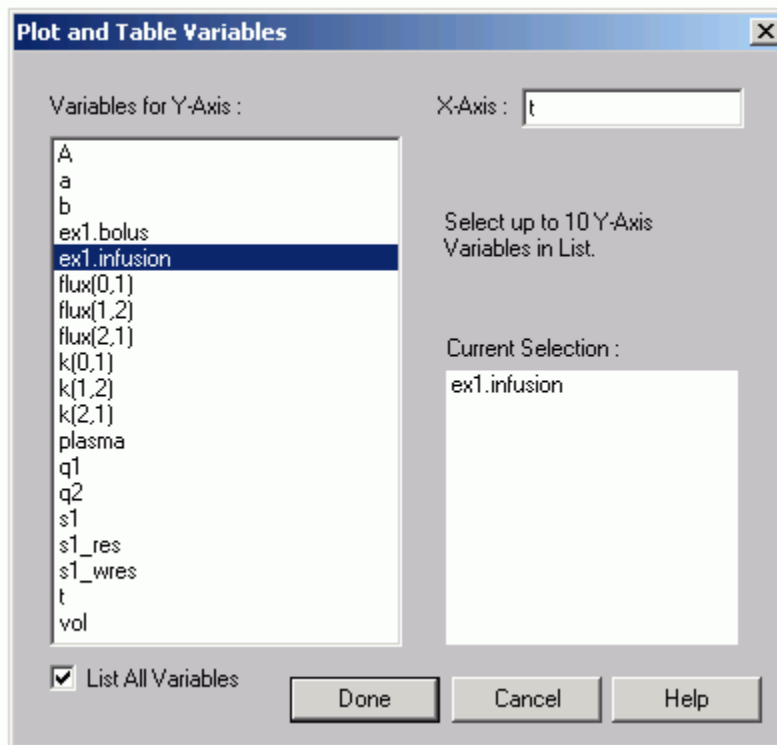 Plot and Table Variables
Variables for Y-Axis :
X-Axis :
t
A
a
b
ex1.bolus
ex1.infusion
flux(0,1)
flux(1,2)
flux(2,1)
k(0,1)
k(1,2)
k(2,1)
plasma
q1
q2
s1
s1_res
s1_wres
t
vol
Select up to 10 Y-Axis
Variables in List.
Current Selection :
ex1.infusion
List All Variables
Done
Cancel
Help